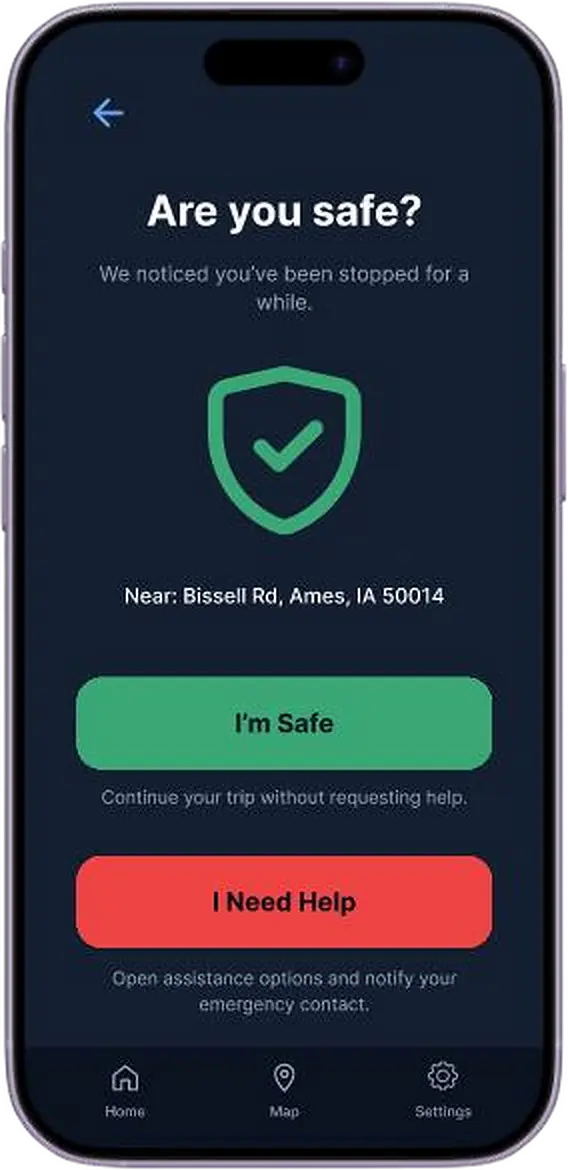 Are you safe?
We noticed you've been stopped for a
while.
Near: Bissell Rd, Ames, IA 50014
I'm Safe
Continue your trip without requesting help.
I Need Help
Open assistance options and notify your
emergency contact.
Home Map Settings